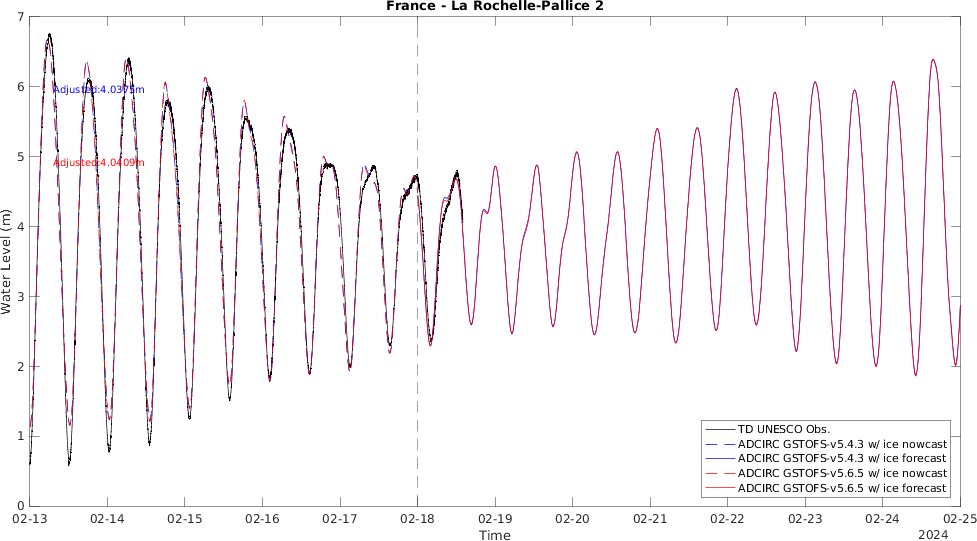 France - La Rochelle-Pallice 2
7
6
5
4
3
2
1
0
Water Level (m)
Adjusted:4.0375m
Adjusted:4.0409m
TD UNESCO Obs.
ADCIRC GSTOFS-v5.4.3 w/ ice nowcast
ADCIRC GSTOFS-v5.4.3 w/ ice forecast
ADCIRC GSTOFS-v5.6.5 w/ ice nowcast
ADCIRC GSTOFS-v5.6.5 w/ ice forecast
02-13 02-14 02-15 02-16 02-17 02-18 02-19 02-20 02-21 02-22 02-23 02-24 02-25
Time
2024